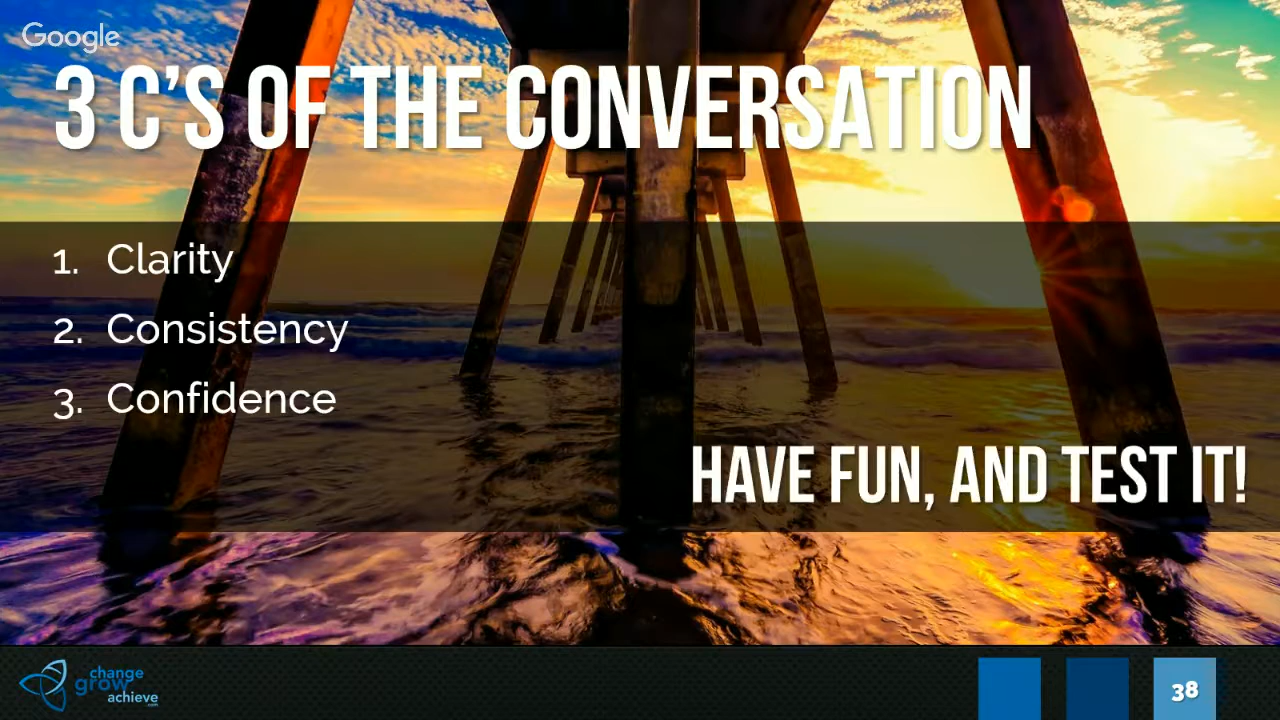 Google
3 C'S OF THE CONVERSATION
1. Clarity
2. Consistency
3. Confidence
HAVE FUN, AND TEST IT!
change
grow
achieve
.com
38